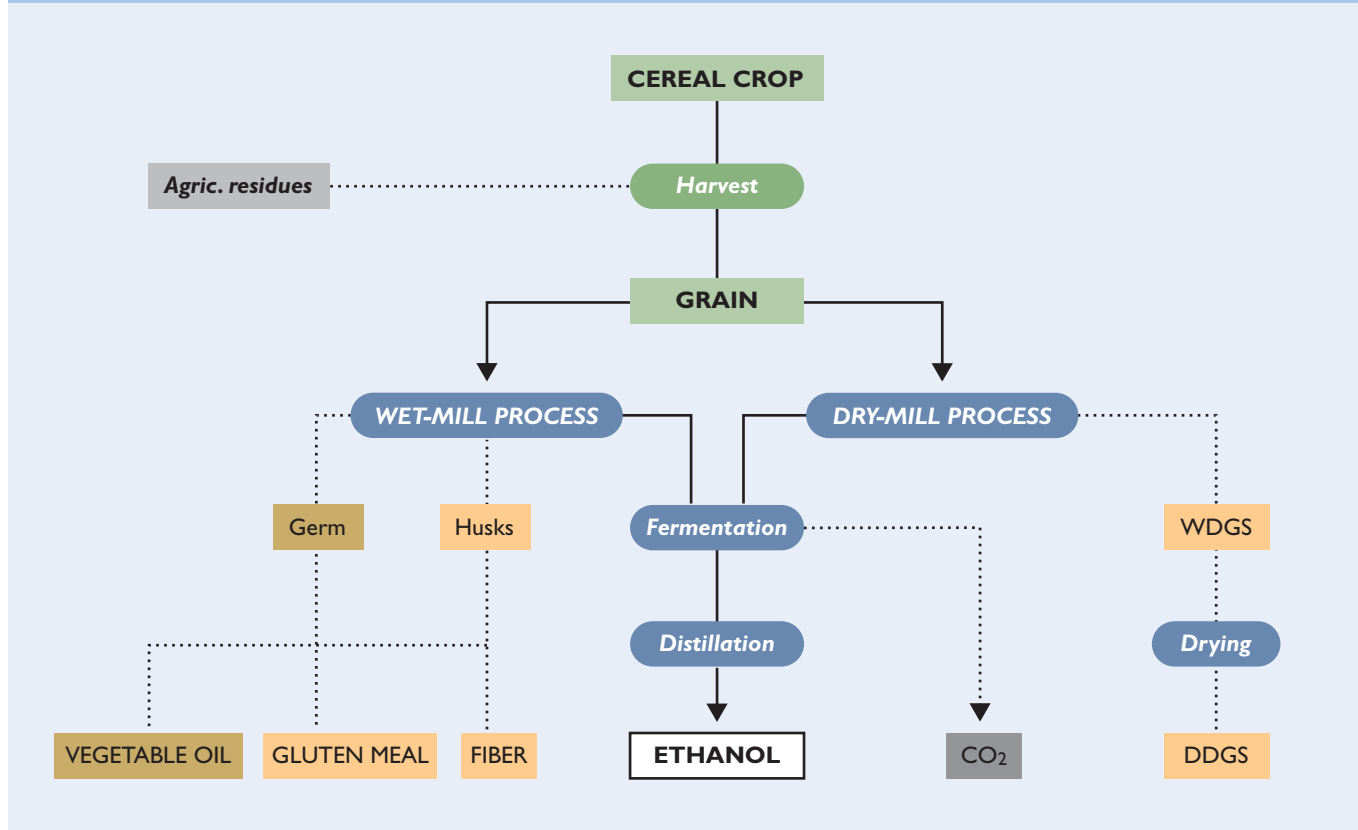 CEREAL CROP
Agric. residues
Harvest
GRAIN
WET-MILL PROCESS
DRY-MILL PROCESS
Germ
Husks
Fermentation
WDGS
Distillation
Drying
VEGETABLE OIL
GLUTEN MEAL
FIBER
ETHANOL
CO2
DDGS